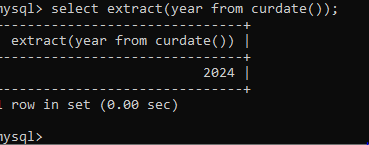 mysql> select extract(year from curdate());
-------------------------------+
extract(year from curdate()) |
-------------------------------+
2024 |
-------------------------------+
row in set (0.00 sec)
mysql>